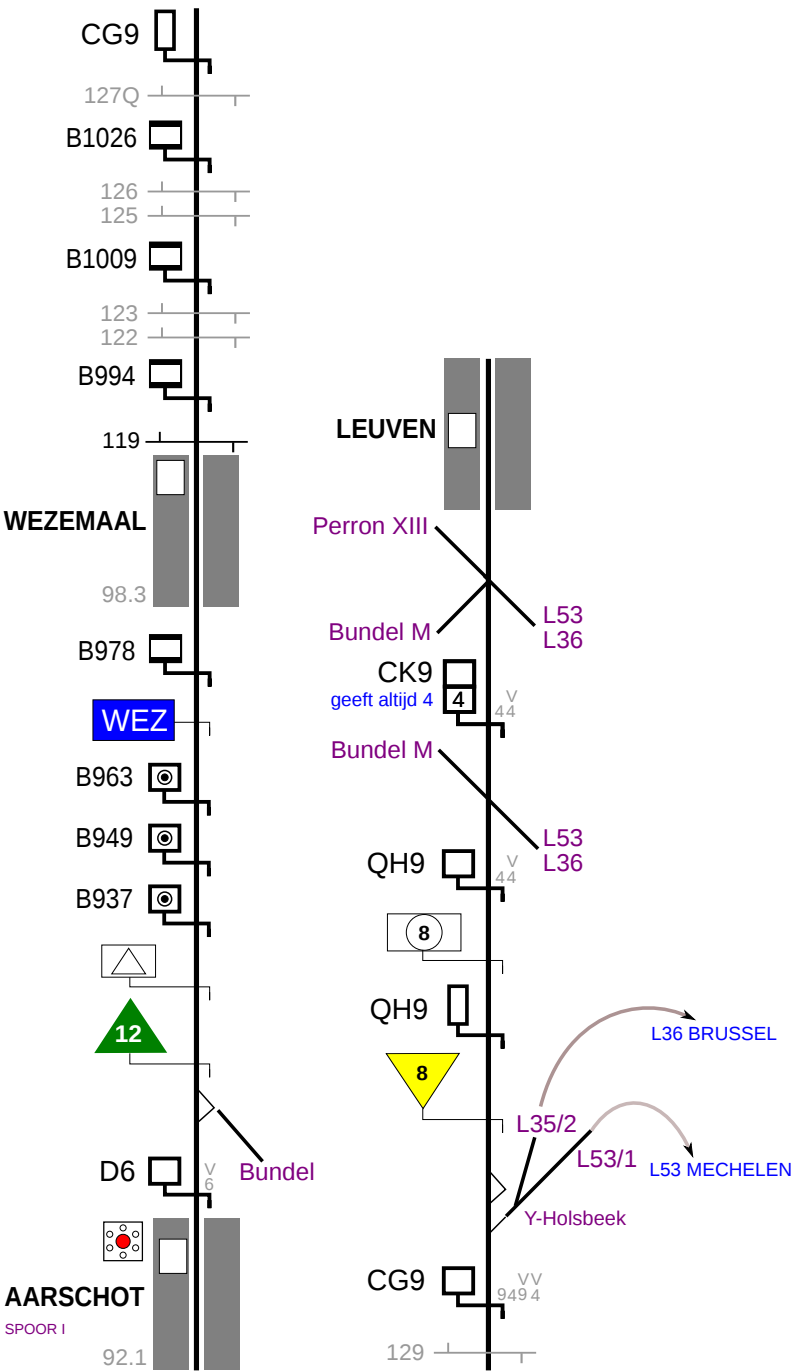 CG9
127Q
B1026
126
125
B1009
123
122
B994
119
WEZEMAAL
98.3
B978
WEZ
B963
B949
B937
12
Bundel
D6
V
6
AARSCHOT
SPOOR I
92.1
LEUVEN
Perron XIII
L53
L36
Bundel M
CK9
geeft altijd 4
4
V
44
Bundel M
L53
L36
QH9
V
44
8
QH9
L36 BRUSSEL
8
L35/2
L53/1
L53 MECHELEN
Y-Holsbeek
CG9
VV
9494
129